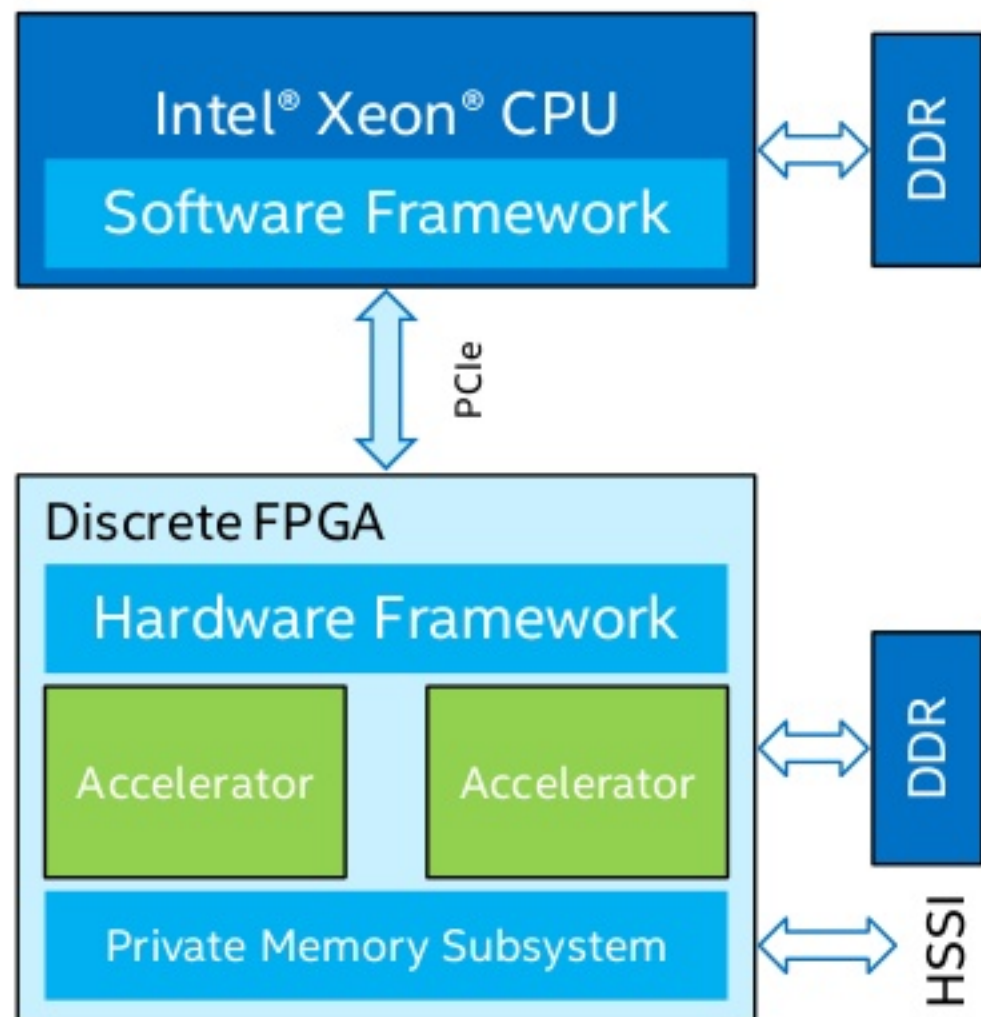 Intel® Xeon® CPU
Software Framework
DDR
PCIe
Discrete FPGA
Hardware Framework
Accelerator
Accelerator
DDR
Private Memory Subsystem
HSSI